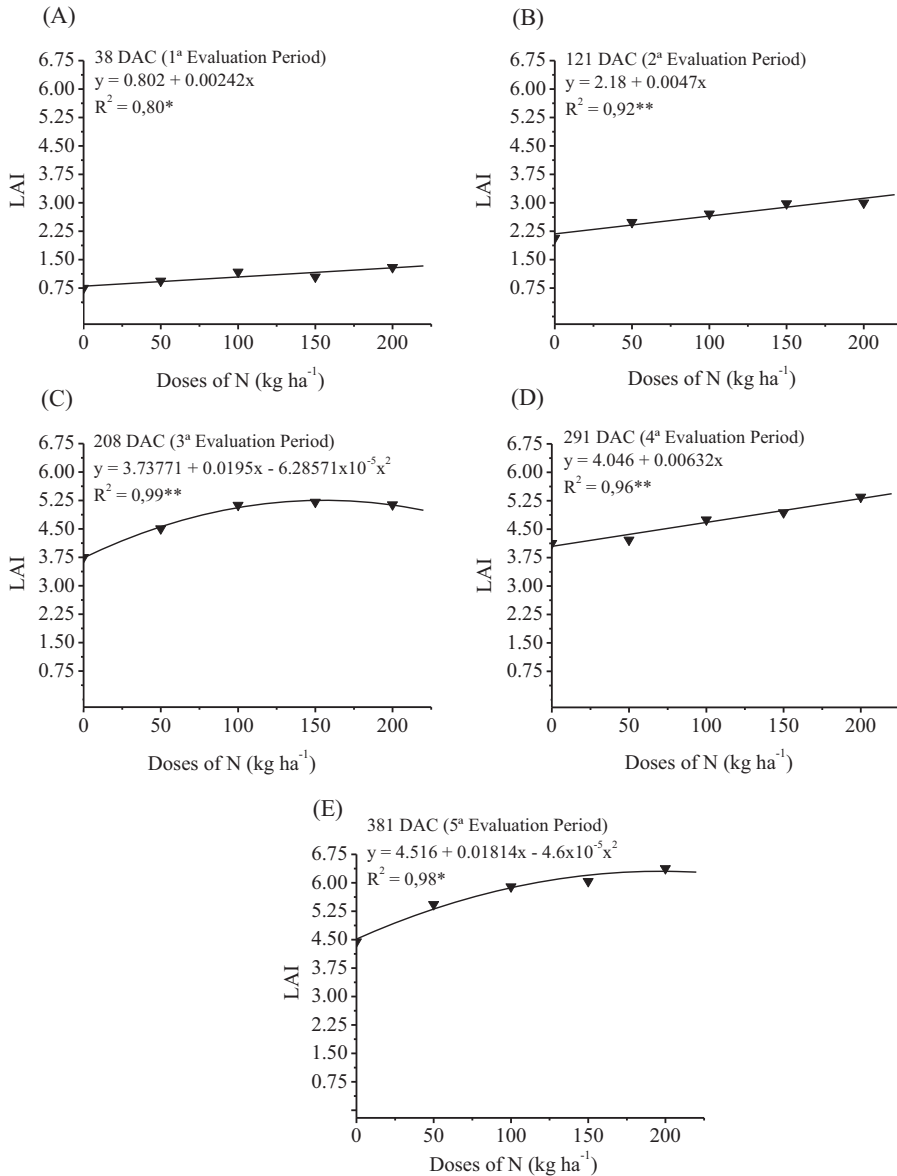 (A)
38 DAC (1ª Evaluation Period)
y = 0.802 + 0.00242x
R² = 0,80*
6.75
6.00
5.25
4.50
3.75
3.00
2.25
1.50
0.75
LAI
0 50 100 150 200
Doses of N (kg ha⁻¹)
(B)
121 DAC (2ª Evaluation Period)
y = 2.18 + 0.0047x
R² = 0,92**
6.75
6.00
5.25
4.50
3.75
3.00
2.25
1.50
0.75
LAI
0 50 100 150 200
Doses of N (kg ha⁻¹)
(C)
208 DAC (3ª Evaluation Period)
y = 3.73771 + 0.0195x - 6.28571x10⁻⁵x²
R² = 0,99**
6.75
6.00
5.25
4.50
3.75
3.00
2.25
1.50
0.75
LAI
0 50 100 150 200
Doses of N (kg ha⁻¹)
(D)
291 DAC (4ª Evaluation Period)
y = 4.046 + 0.00632x
R² = 0,96**
6.75
6.00
5.25
4.50
3.75
3.00
2.25
1.50
0.75
LAI
0 50 100 150 200
Doses of N (kg ha⁻¹)
(E)
381 DAC (5ª Evaluation Period)
y = 4.516 + 0.01814x - 4.6x10⁻⁵x²
R² = 0,98*
6.75
6.00
5.25
4.50
3.75
3.00
2.25
1.50
0.75
LAI
0 50 100 150 200
Doses of N (kg ha⁻¹)